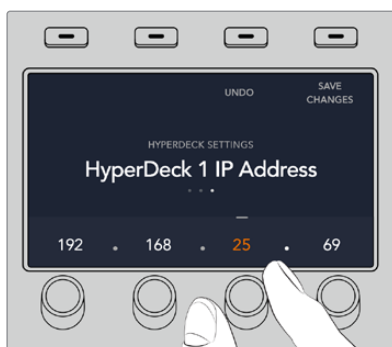 UNDO
SAVE
CHANGES
HYPERDECK SETTINGS
HyperDeck 1 IP Address
192 . 168 . 25 . 69